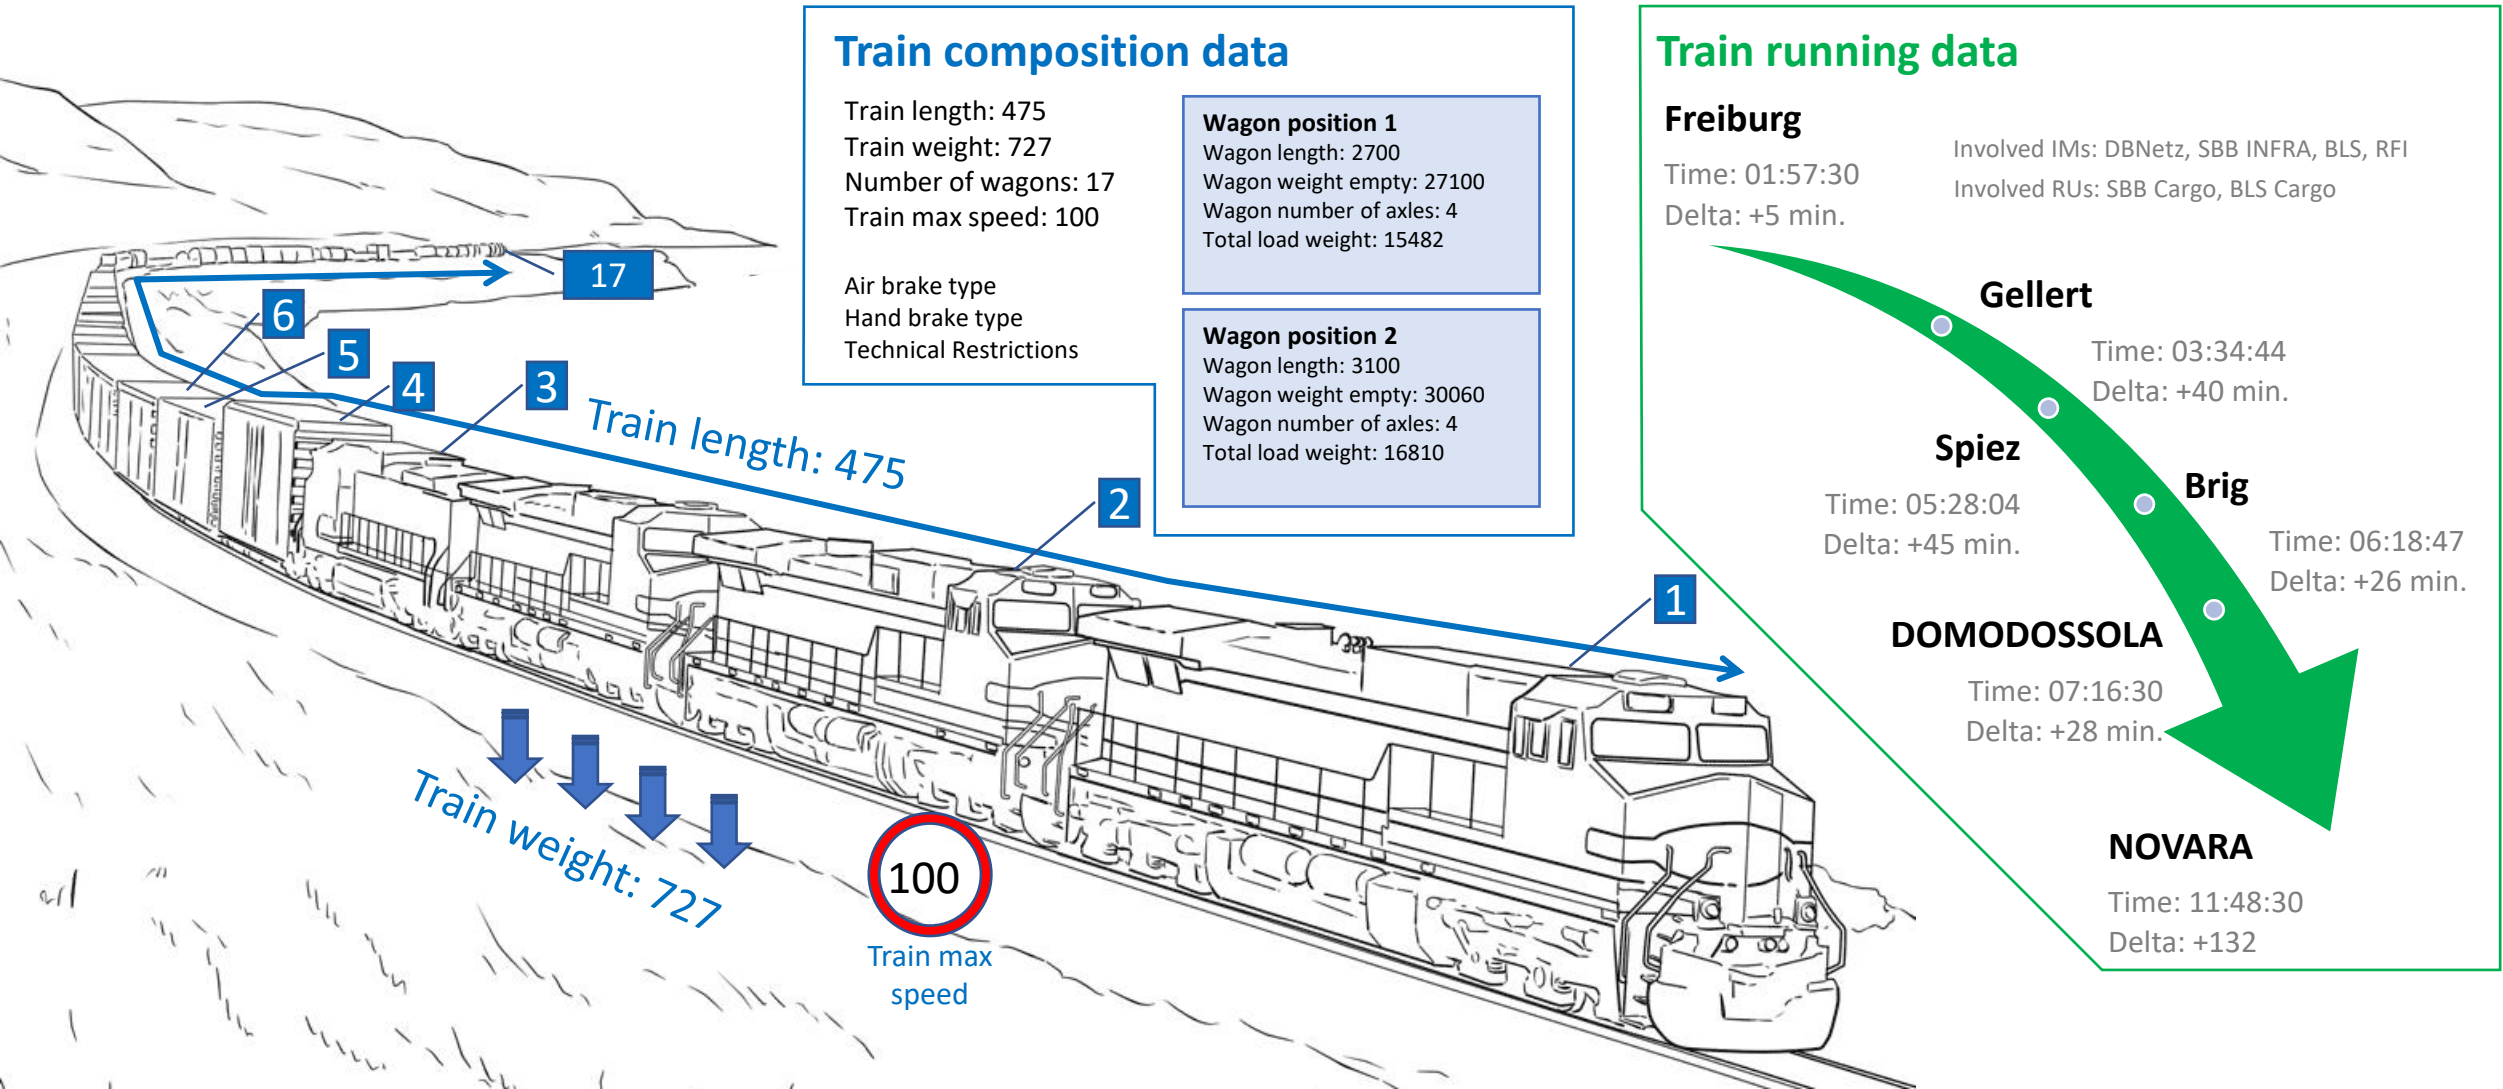 Train composition data
Train length: 475
Train weight: 727
Number of wagons: 17
Train max speed: 100
Air brake type
Hand brake type
Technical Restrictions
Wagon position 1
Wagon length: 2700
Wagon weight empty: 27100
Wagon number of axles: 4
Total load weight: 15482
Wagon position 2
Wagon length: 3100
Wagon weight empty: 30060
Wagon number of axles: 4
Total load weight: 16810
Train running data
Freiburg
Time: 01:57:30
Delta: +5 min.
Involved IMs: DBNetz, SBB INFRA, BLS, RFI
Involved RUs: SBB Cargo, BLS Cargo
Gellert
Time: 03:34:44
Delta: +40 min.
Spiez
Time: 05:28:04
Delta: +45 min.
Brig
Time: 06:18:47
Delta: +26 min.
DOMODOSSOLA
Time: 07:16:30
Delta: +28 min.
NOVARA
Time: 11:48:30
Delta: +132
17
6
5
4
3
2
1
Train length: 475
Train weight: 727
100
Train max
speed